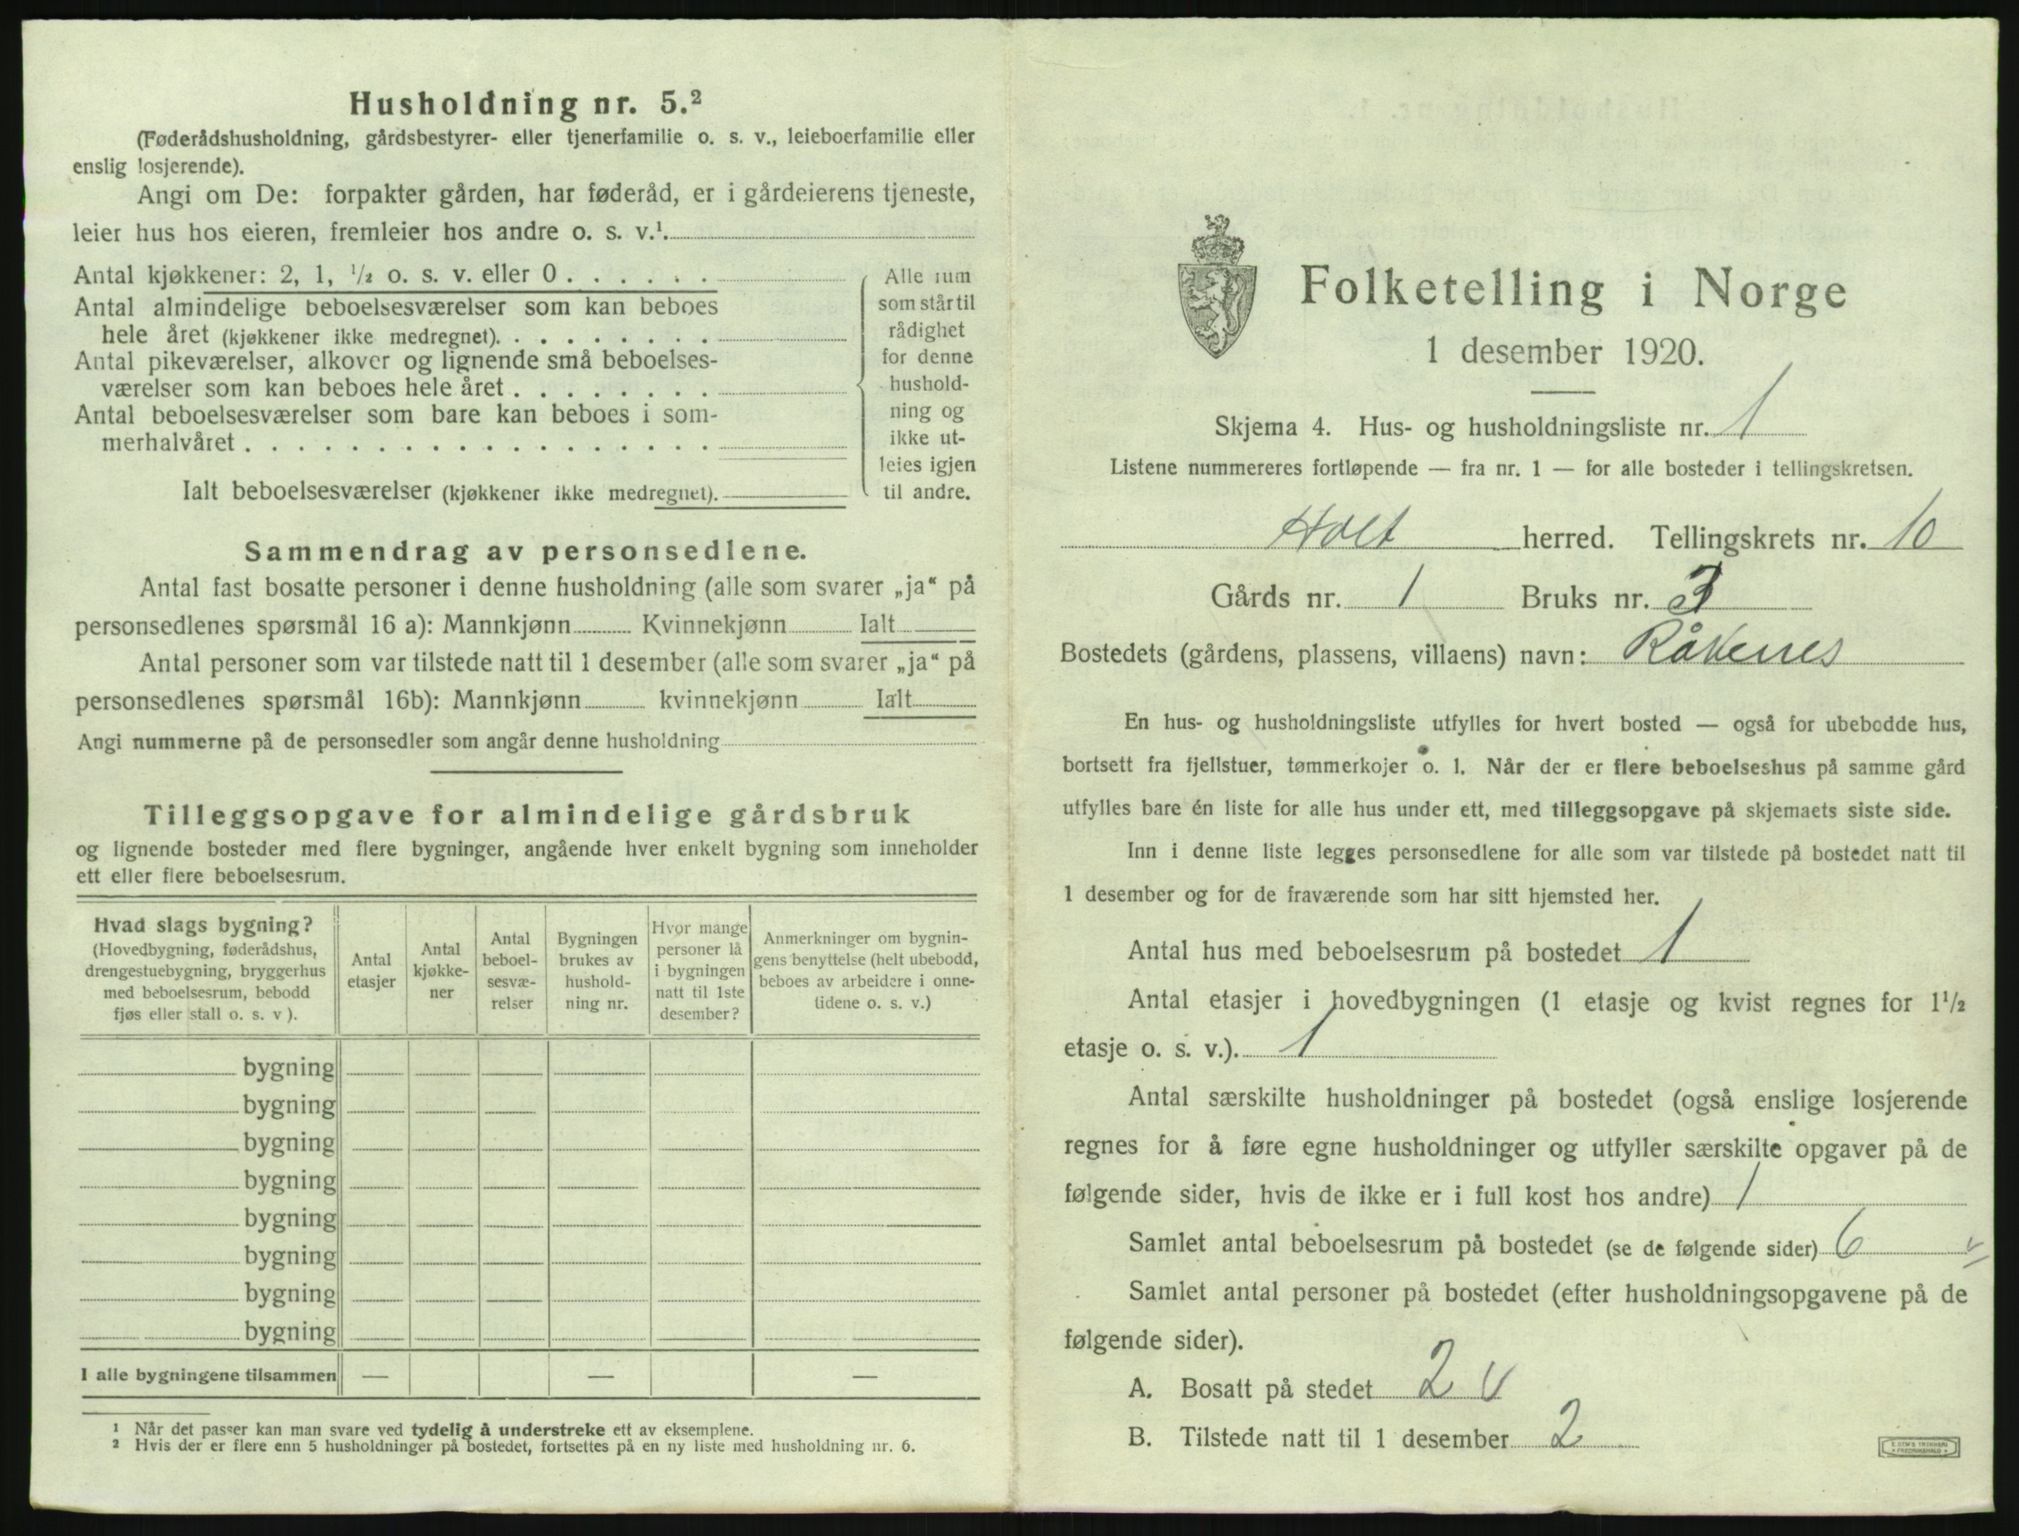 Husholdning nr. 5.²
(Føderådshusholdning, gårdsbestyrer- eller tjenerfamilie o. s. v., leieboerfamilie eller
enslig losjerende).
Angi om De: forpakter gården, har føderåd, er i gårdeierens tjeneste,
leier hus hos eieren, fremleier hos andre o. s. v.¹.
Antal kjøkkener: 2, 1, ¹/₂ o. s. v. eller 0 . . . . . .
Antal almindelige beboelsesværelser som kan beboes
hele året (kjøkkener ikke medregnet). . . . . . . . .
Antal pikeværelser, alkover og lignende små beboelses-
værelser som kan beboes hele året . . . . . . . .
Antal beboelsesværelser som bare kan beboes i som-
merhalvåret . . . . . . . . . . . . . . . . . .
Ialt beboelsesværelser (kjøkkener ikke medregnet).
Alle rum
som står til
rådighet
for denne
hushold-
ning og
ikke ut-
leies igjen
til andre.
Sammendrag av personsedlene.
Antal fast bosatte personer i denne husholdning (alle som svarer „ja“ på
personsedlenes spørsmål 16 a): Mannkjønn Kvinnekjønn Ialt
Antal personer som var tilstede natt til 1 desember (alle som svarer „ja“ på
personsedlenes spørsmål 16b): Mannkjønn kvinnekjønn Ialt
Angi nummerne på de personsedler som angår denne husholdning
Tilleggsopgave for almindelige gårdsbruk
og lignende bosteder med flere bygninger, angående hver enkelt bygning som inneholder
ett eller flere beboelsesrum.
Hvad slags bygning?
(Hovedbygning, føderådshus,
drengestuebygning, bryggerhus
med beboelsesrum, bebodd
fjøs eller stall o. s. v ).
Antal
etasjer
Antal
kjøkke-
ner
Antal
beboel-
sesvæ-
relser
Bygningen
brukes av
hushold-
ning nr.
Hvor mange
personer lå
i bygningen
natt til 1ste
desember?
Anmerkninger om bygnin-
gens benyttelse (helt ubebodd,
beboes av arbeidere i onne-
tidene o. s. v.)
bygning
bygning
bygning
bygning
bygning
bygning
bygning
bygning
I alle bygningene tilsammen — — —
¹ Når det passer kan man svare ved tydelig å understreke ett av eksemplene.
² Hvis der er flere enn 5 husholdninger på bostedet, fortsettes på en ny liste med husholdning nr. 6.
Folketelling i Norge
1 desember 1920.
Skjema 4. Hus- og husholdningsliste nr. 1
Listene nummereres fortløpende — fra nr. 1 — for alle bosteder i tellingskretsen.
Holt herred. Tellingskrets nr. 10
Gårds nr. 1 Bruks nr. 3
Bostedets (gårdens, plassens, villaens) navn: Råkenes
En hus- og husholdningsliste utfylles for hvert bosted — også for ubebodde hus,
bortsett fra fjellstuer, tømmerkojer o. l. Når der er flere beboelseshus på samme gård
utfylles bare én liste for alle hus under ett, med tilleggsopgave på skjemaets siste side.
Inn i denne liste legges personsedlene for alle som var tilstede på bostedet natt til
1 desember og for de fraværende som har sitt hjemsted her.
Antal hus med beboelsesrum på bostedet 1
Antal etasjer i hovedbygningen (1 etasje og kvist regnes for 1¹/₂
etasje o. s. v.). 1
Antal særskilte husholdninger på bostedet (også enslige losjerende
regnes for å føre egne husholdninger og utfyller særskilte opgaver på de
følgende sider, hvis de ikke er i full kost hos andre) 1
Samlet antal beboelsesrum på bostedet (se de følgende sider) 6
Samlet antal personer på bostedet (efter husholdningsopgavene på de
følgende sider).
A. Bosatt på stedet 2 v
B. Tilstede natt til 1 desember 2